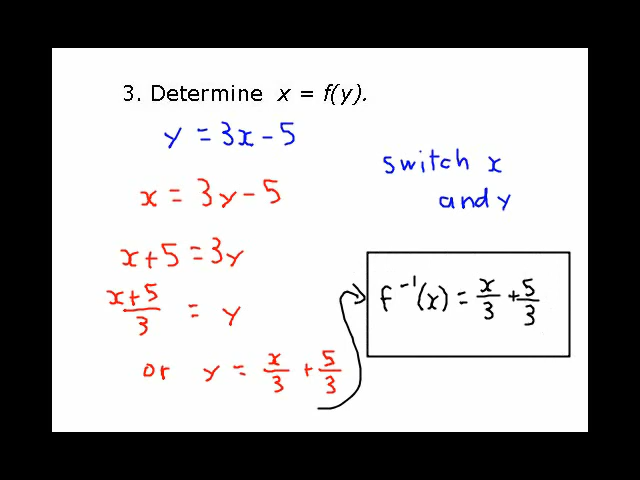 3. Determine x = f(y).
y = 3x - 5
switch x
and y
x = 3y - 5
x + 5 = 3y
x+5/3 = y
f⁻¹(x) = x/3 + 5/3
or y = x/3 + 5/3